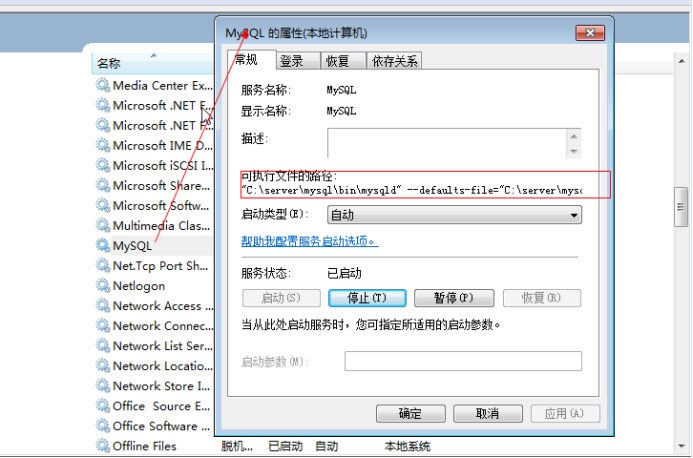 MySQL 的属性(本地计算机)
常规 登录 恢复 依存关系
服务名称: MySQL
显示名称: MySQL
描述:
可执行文件的路径:
"C:\server\mysql\bin\mysqld" --defaults-file="C:\server\mysc
启动类型(E): 自动
帮助我配置服务启动选项。
服务状态: 已启动
启动(S) 停止(T) 暂停(P) 恢复(R)
当从此处启动服务时，您可指定所适用的启动参数。
启动参数(M):
确定 取消 应用(A)
名称
Media Center Ex...
Microsoft .NET F...
Microsoft .NET F...
Microsoft IME D...
Microsoft iSCSI I...
Microsoft Share...
Microsoft Softw...
Multimedia Clas...
MySQL
Net.Tcp Port Sh...
Netlogon
Network Access ...
Network Connec...
Network List Ser...
Network Locatio...
Network Store I...
Office  Source E...
Office Software ...
Offline Files 脱机... 已启动 自动 本地系统